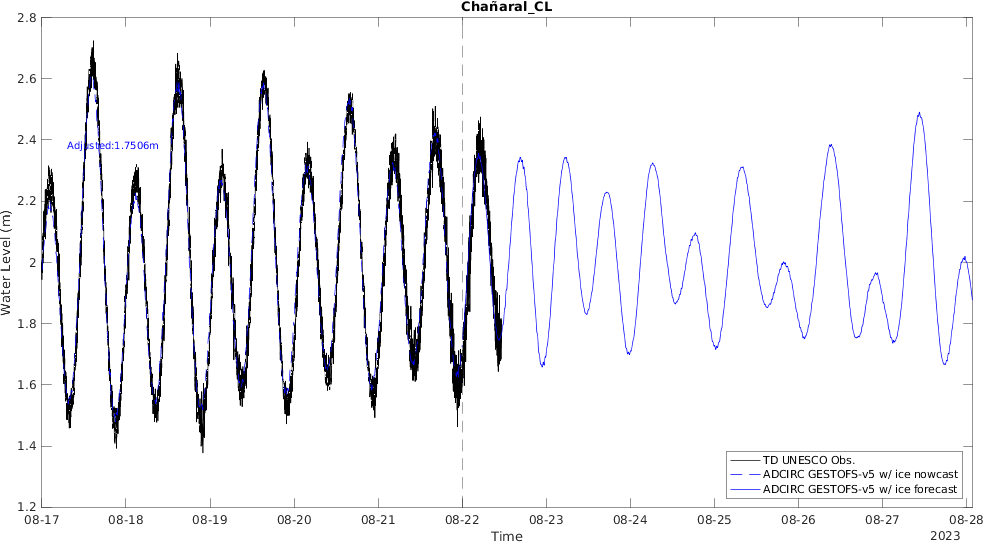 Chañaral_CL
2.8
2.6
2.4
2.2
2
1.8
1.6
1.4
1.2
Water Level (m)
Adjusted:1.7506m
TD UNESCO Obs.
ADCIRC GESTOFS-v5 w/ ice nowcast
ADCIRC GESTOFS-v5 w/ ice forecast
08-17 08-18 08-19 08-20 08-21 08-22 08-23 08-24 08-25 08-26 08-27 08-28
Time
2023